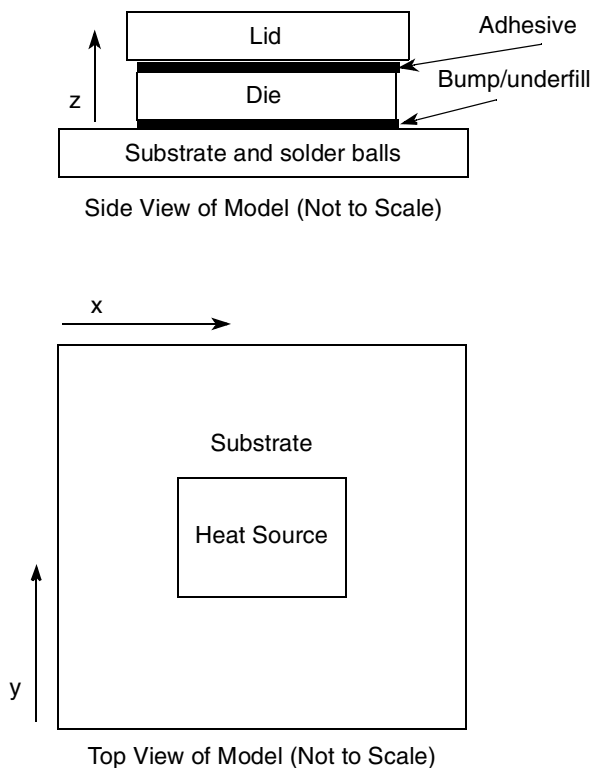 Lid
Adhesive
z
Die
Bump/underfill
Substrate and solder balls
Side View of Model (Not to Scale)
x
Substrate
Heat Source
y
Top View of Model (Not to Scale)